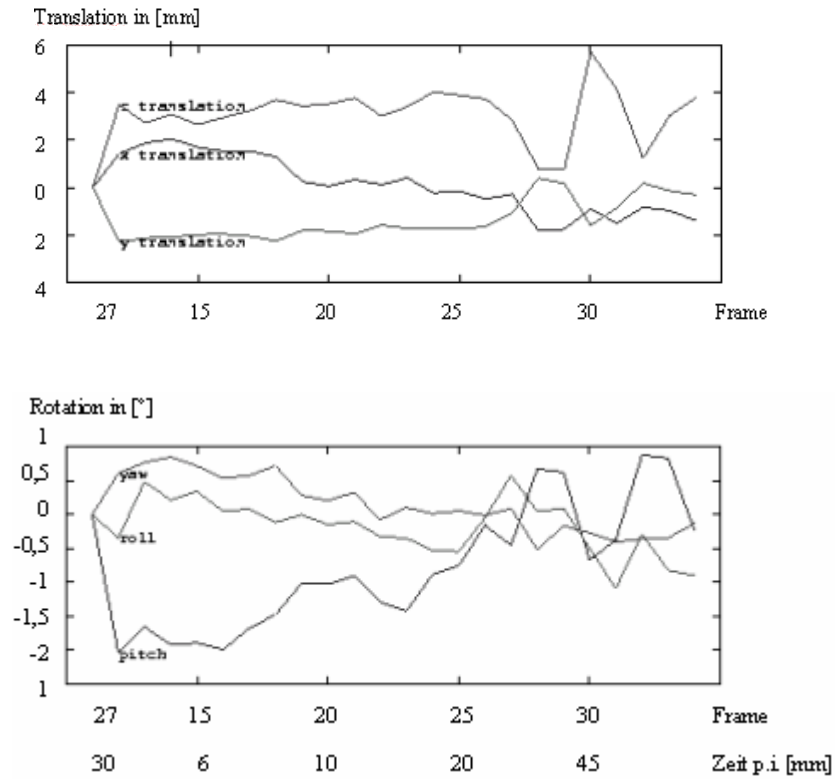 Translation in [mm]
6
4
z translation
2
x translation
0
y translation
2
4
27 15 20 25 30 Frame
Rotation in [°]
1
0,5
yaw
0
roll
-0,5
-1
-1,5
pitch
-2
1
27 15 20 25 30 Frame
30 6 10 20 45 Zeit p.i. [mm]